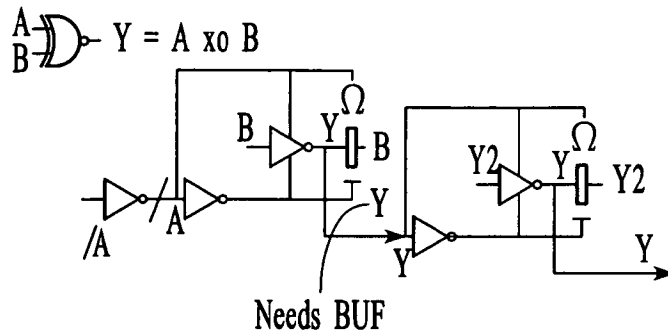 A
B
Y = A xo B
Ω
B Y B
Ω
Y2 Y Y2
/A
/ A
Y
Y
Y
Needs BUF